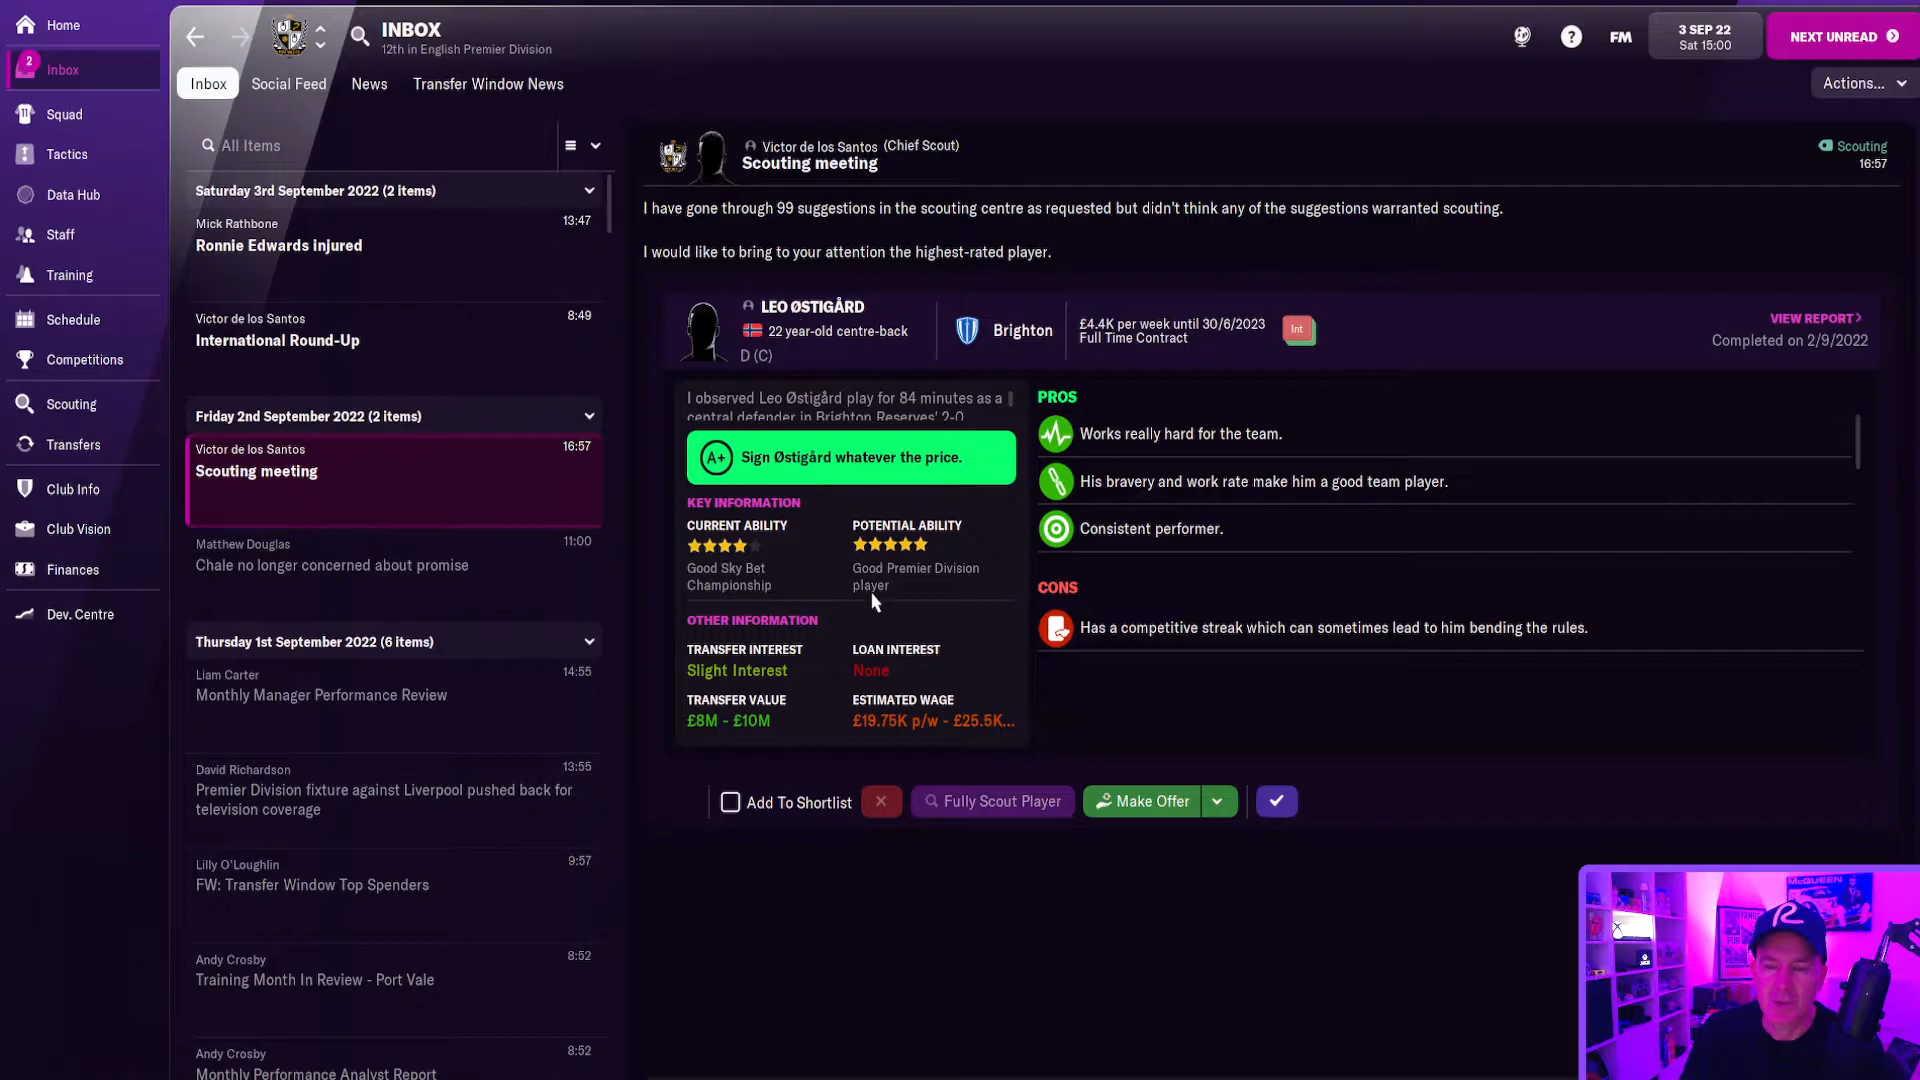 Home
2
Inbox
Squad
Tactics
Data Hub
Staff
Training
Schedule
Competitions
Scouting
Transfers
Club Info
Club Vision
Finances
Dev. Centre
INBOX
12th in English Premier Division
FM
3 SEP 22
Sat 15:00
NEXT UNREAD
Inbox
Social Feed
News
Transfer Window News
Actions...
All Items
Saturday 3rd September 2022 (2 items)
Mick Rathbone
13:47
Ronnie Edwards injured
Victor de los Santos
8:49
International Round-Up
Friday 2nd September 2022 (2 items)
Victor de los Santos
16:57
Scouting meeting
Matthew Douglas
11:00
Chale no longer concerned about promise
Thursday 1st September 2022 (6 items)
Liam Carter
14:55
Monthly Manager Performance Review
David Richardson
13:55
Premier Division fixture against Liverpool pushed back for
television coverage
Lilly O'Loughlin
9:57
FW: Transfer Window Top Spenders
Andy Crosby
8:52
Training Month In Review - Port Vale
Andy Crosby
8:52
Monthly Performance Analyst Report
Victor de los Santos (Chief Scout)
Scouting meeting
Scouting
16:57
I have gone through 99 suggestions in the scouting centre as requested but didn't think any of the suggestions warranted scouting.
I would like to bring to your attention the highest-rated player.
LEO ØSTIGÅRD
22 year-old centre-back
D (C)
Brighton
£4.4K per week until 30/6/2023
Full Time Contract
Int
VIEW REPORT>
Completed on 2/9/2022
I observed Leo Østigård play for 84 minutes as a
central defender in Brighton Reserves' 2-0
A+
Sign Østigård whatever the price.
KEY INFORMATION
CURRENT ABILITY
POTENTIAL ABILITY
Good Sky Bet
Championship
Good Premier Division
player
OTHER INFORMATION
TRANSFER INTEREST
LOAN INTEREST
Slight Interest
None
TRANSFER VALUE
ESTIMATED WAGE
£8M - £10M
£19.75K p/w - £25.5K...
PROS
Works really hard for the team.
His bravery and work rate make him a good team player.
Consistent performer.
CONS
Has a competitive streak which can sometimes lead to him bending the rules.
Add To Shortlist
Fully Scout Player
Make Offer
McQUEEN